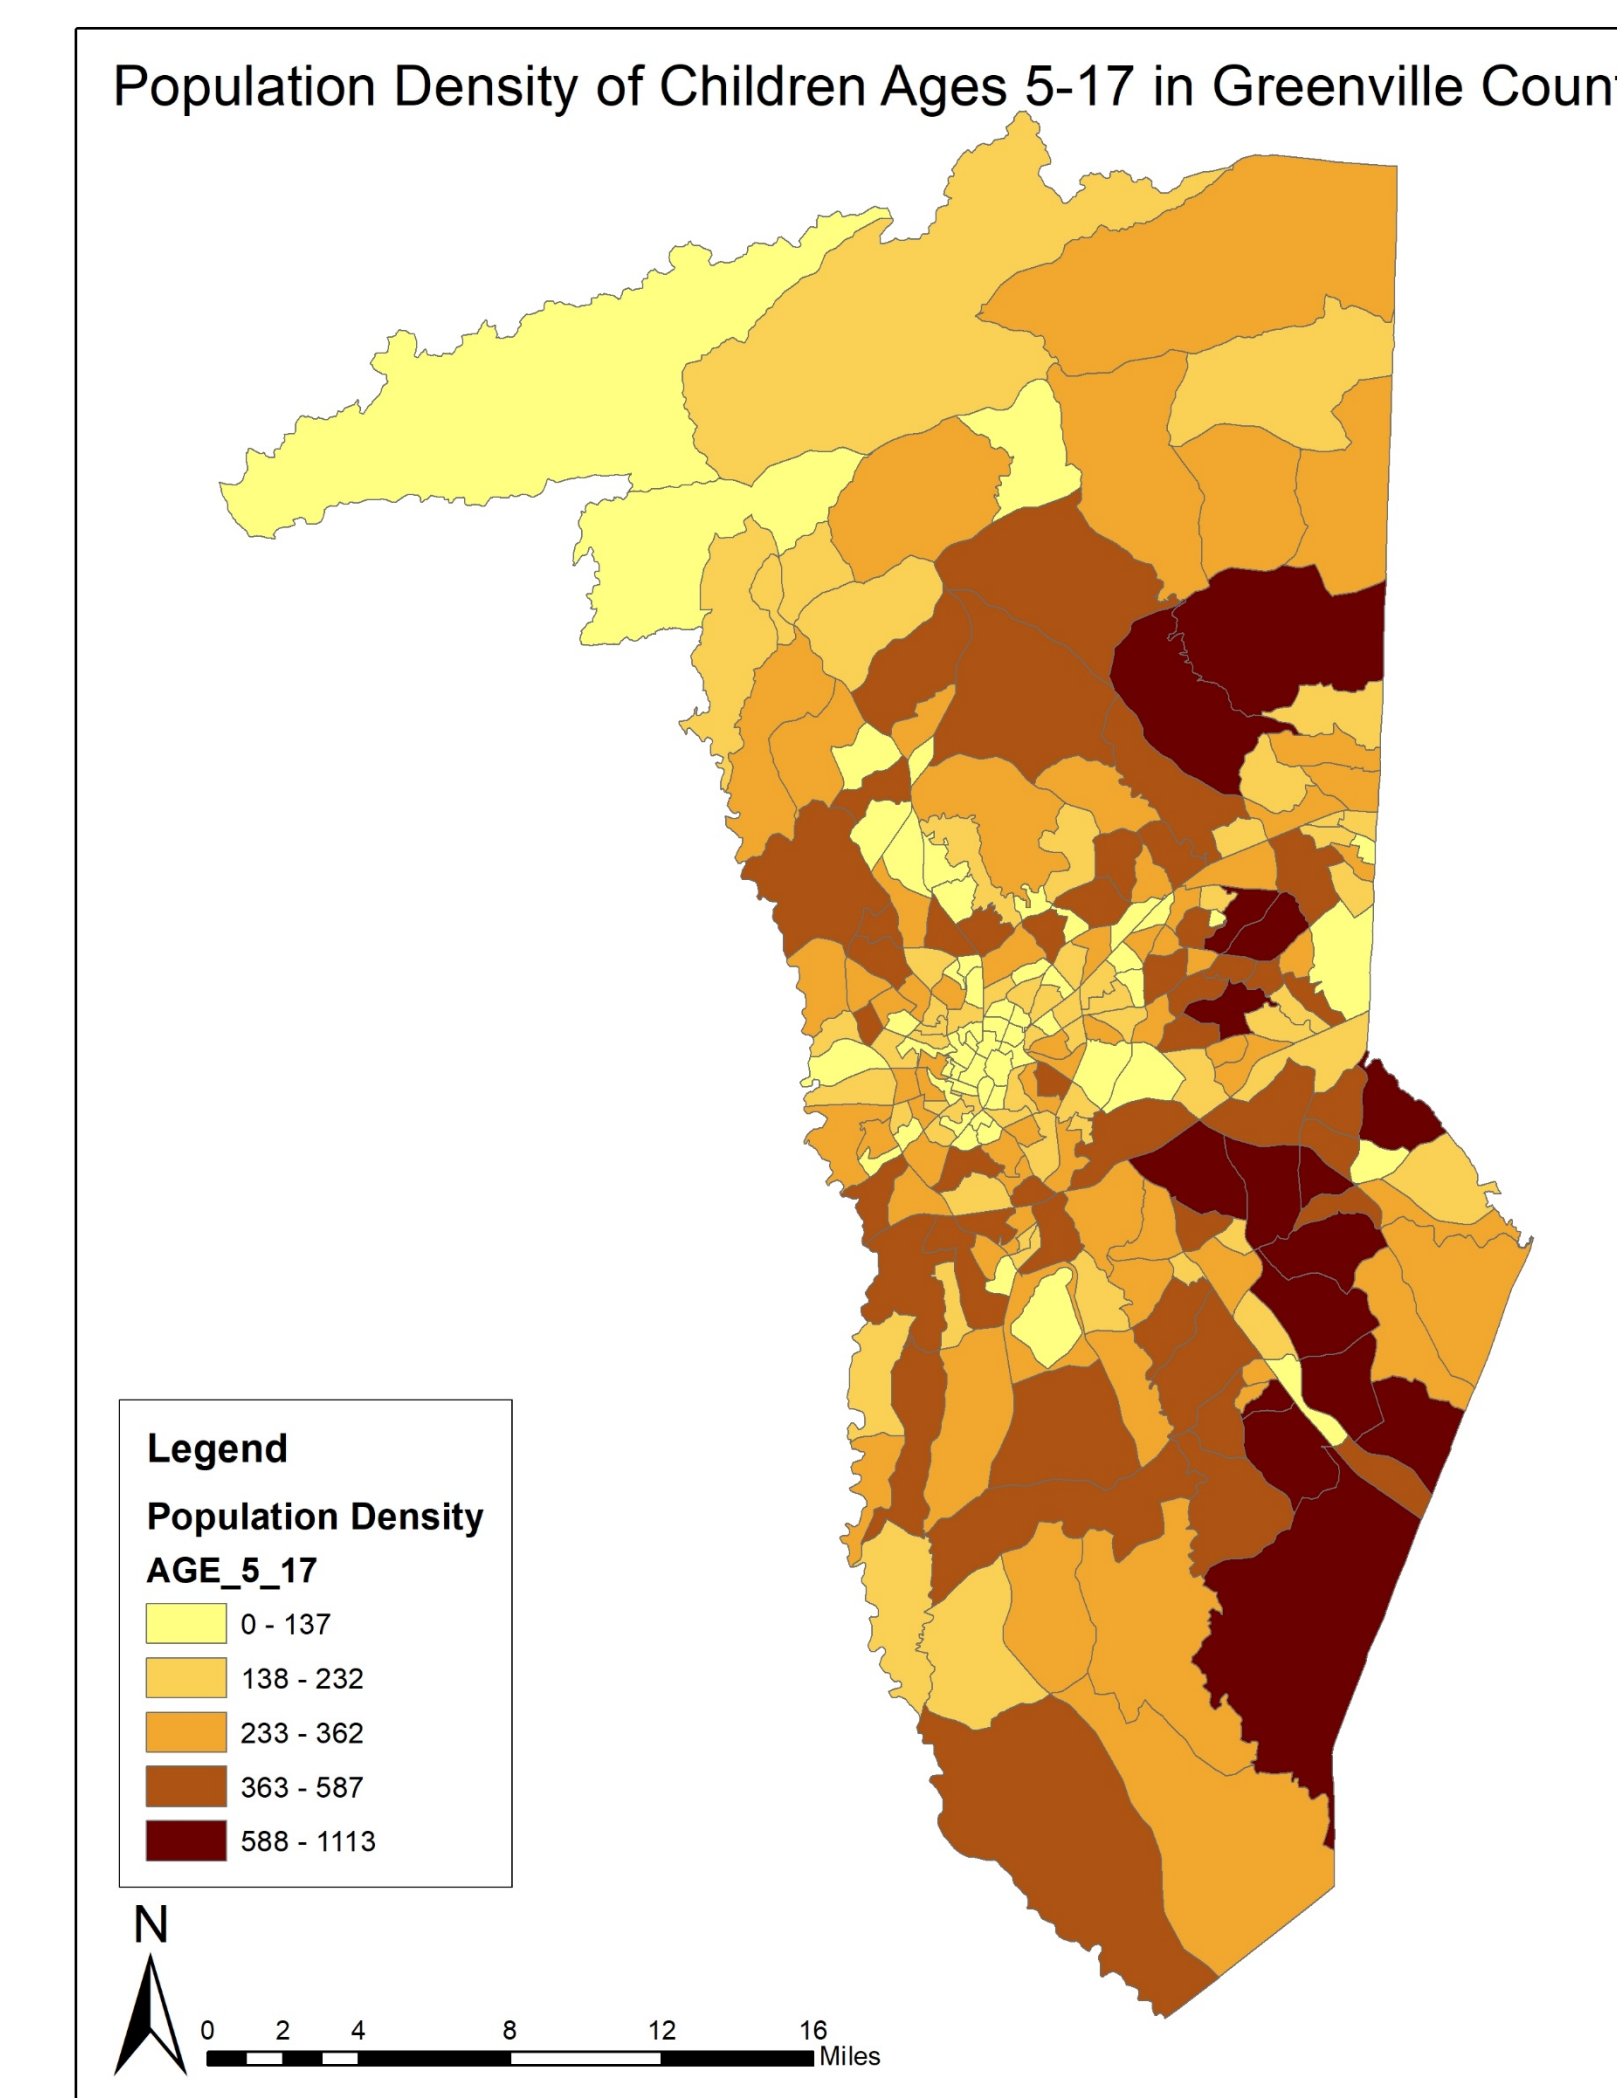 Population Density of Children Ages 5-17 in Greenville
Legend
Population Density
AGE_5_17
0 - 137
138 - 232
233 - 362
363 - 587
588 - 1113
N
0 2 4 8 12 16
Miles